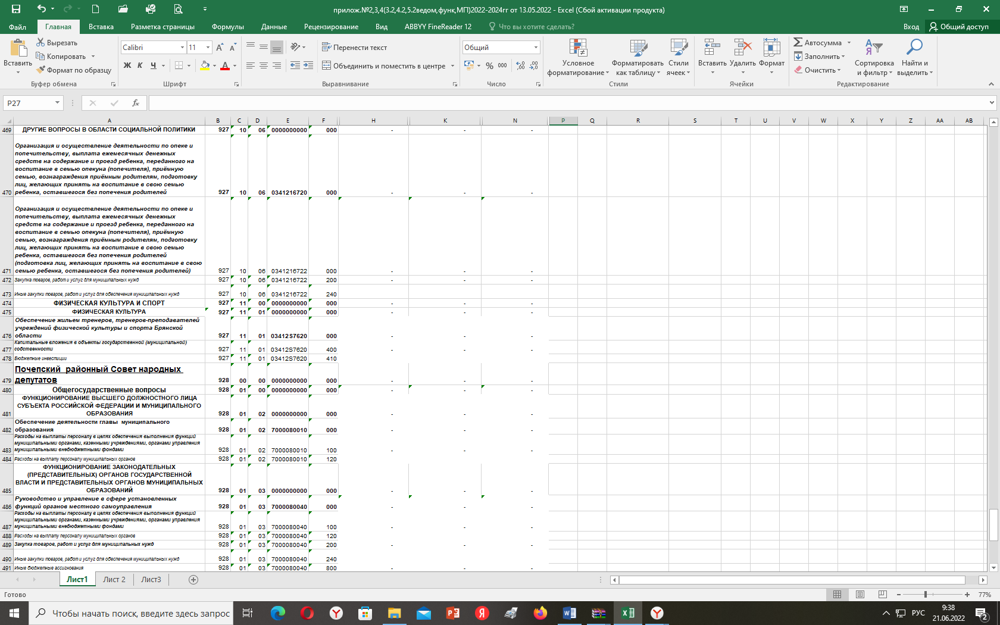 прилож.№2,3,4(3.2,4.2,5.2ведом,функ,МП)2022-2024гг от 13.05.2022 - Excel (Сбой активации продукта)
Файл Главная Вставка Разметка страницы Формулы Данные Рецензирование Вид ABBYY FineReader 12 Что вы хотите сделать? Вход Общий доступ
Вставить
Вырезать
Копировать
Формат по образцу
Буфер обмена
Calibri 11
Ж К Ч
Шрифт
Перенести текст
Объединить и поместить в центре
Выравнивание
Общий
% 000
Число
Условное форматирование
Форматировать как таблицу
Стили ячеек
Стили
Вставить Удалить Формат
Ячейки
Автосумма
Заполнить
Очистить
Сортировка и фильтр
Найти и выделить
Редактирование
P27 fx
A B C D E F H K N P Q R S T U V W X Y Z AA AB
469 ДРУГИЕ ВОПРОСЫ В ОБЛАСТИ СОЦИАЛЬНОЙ ПОЛИТИКИ 927 10 06 0000000000 000 - - -
Организация и осуществление деятельности по опеке и
попечительству, выплата ежемесячных денежных
средств на содержание и проезд ребенка, переданного на
воспитание в семью опекуна (попечителя), приёмную
семью, вознаграждения приёмным родителям, подготовку
лиц, желающих принять на воспитание в свою семью
470 ребенка, оставшегося без попечения родителей 927 10 06 0341216720 000 - - -
Организация и осуществление деятельности по опеке и
попечительству, выплата ежемесячных денежных
средств на содержание и проезд ребенка, переданного на
воспитание в семью опекуна (попечителя), приёмную
семью, вознаграждения приёмным родителям, подготовку
лиц, желающих принять на воспитание в свою семью
ребенка, оставшегося без попечения родителей
(подготовка лиц, желающих принять на воспитание в свою
471 семью ребенка, оставшегося без попечения родителей) 927 10 06 0341216722 000 - - -
472 Закупка товаров, работ и услуг для муниципальных нужд 927 10 06 0341216722 200 - - -
473 Иные закупки товаров, работ и услуг для обеспечения муниципальных нужд 927 10 06 0341216722 240 - - -
474 ФИЗИЧЕСКАЯ КУЛЬТУРА И СПОРТ 927 11 00 0000000000 000 - - -
475 ФИЗИЧЕСКАЯ КУЛЬТУРА 927 11 01 0000000000 000 - - -
Обеспечение жильем тренеров, тренеров-преподавателей
учреждений физической культуры и спорта Брянской
476 области 927 11 01 03412S7620 000 - - -
Капитальные вложения в объекты государственной (муниципальной)
477 собственности 927 11 01 03412S7620 400 - - -
478 Бюджетные инвестиции 927 11 01 03412S7620 410 - - -
Почепский районный Совет народных
479 депутатов 928 00 00 0000000000 000 - - -
480 Общегосударственные вопросы 928 01 00 0000000000 000 - - -
ФУНКЦИОНИРОВАНИЕ ВЫСШЕГО ДОЛЖНОСТНОГО ЛИЦА
СУБЪЕКТА РОССИЙСКОЙ ФЕДЕРАЦИИ И МУНИЦИПАЛЬНОГО
481 ОБРАЗОВАНИЯ 928 01 02 0000000000 000 - - -
Обеспечение деятельности главы муниципального
482 образования 928 01 02 7000080010 000 - - -
Расходы на выплаты персоналу в целях обеспечения выполнения функций
муниципальными органами, казенными учреждениями, органами управления
483 муниципальными внебюджетными фондами 928 01 02 7000080010 100 - - -
484 Расходы на выплату персоналу муниципальных органов 928 01 02 7000080010 120 - - -
ФУНКЦИОНИРОВАНИЕ ЗАКОНОДАТЕЛЬНЫХ
(ПРЕДСТАВИТЕЛЬНЫХ) ОРГАНОВ ГОСУДАРСТВЕННОЙ
ВЛАСТИ И ПРЕДСТАВИТЕЛЬНЫХ ОРГАНОВ МУНИЦИПАЛЬНЫХ
485 ОБРАЗОВАНИЙ 928 01 03 0000000000 000 - - -
Руководство и управление в сфере установленных
486 функций органов местного самоуправления 928 01 03 7000080040 000 - - -
Расходы на выплаты персоналу в целях обеспечения выполнения функций
муниципальными органами, казенными учреждениями, органами управления
487 муниципальными внебюджетными фондами 928 01 03 7000080040 100 - - -
488 Расходы на выплату персоналу муниципальных органов 928 01 03 7000080040 120 - - -
489 Закупка товаров, работ и услуг для муниципальных нужд 928 01 03 7000080040 200 - - -
490 Иные закупки товаров, работ и услуг для обеспечения муниципальных нужд 928 01 03 7000080040 240 - - -
491 Иные бюджетные ассигнования 928 01 03 7000080040 800 - - -
Лист1 Лист 2 Лист3
Готово 77%
Чтобы начать поиск, введите здесь запрос
РУС 9:38
21.06.2022 2